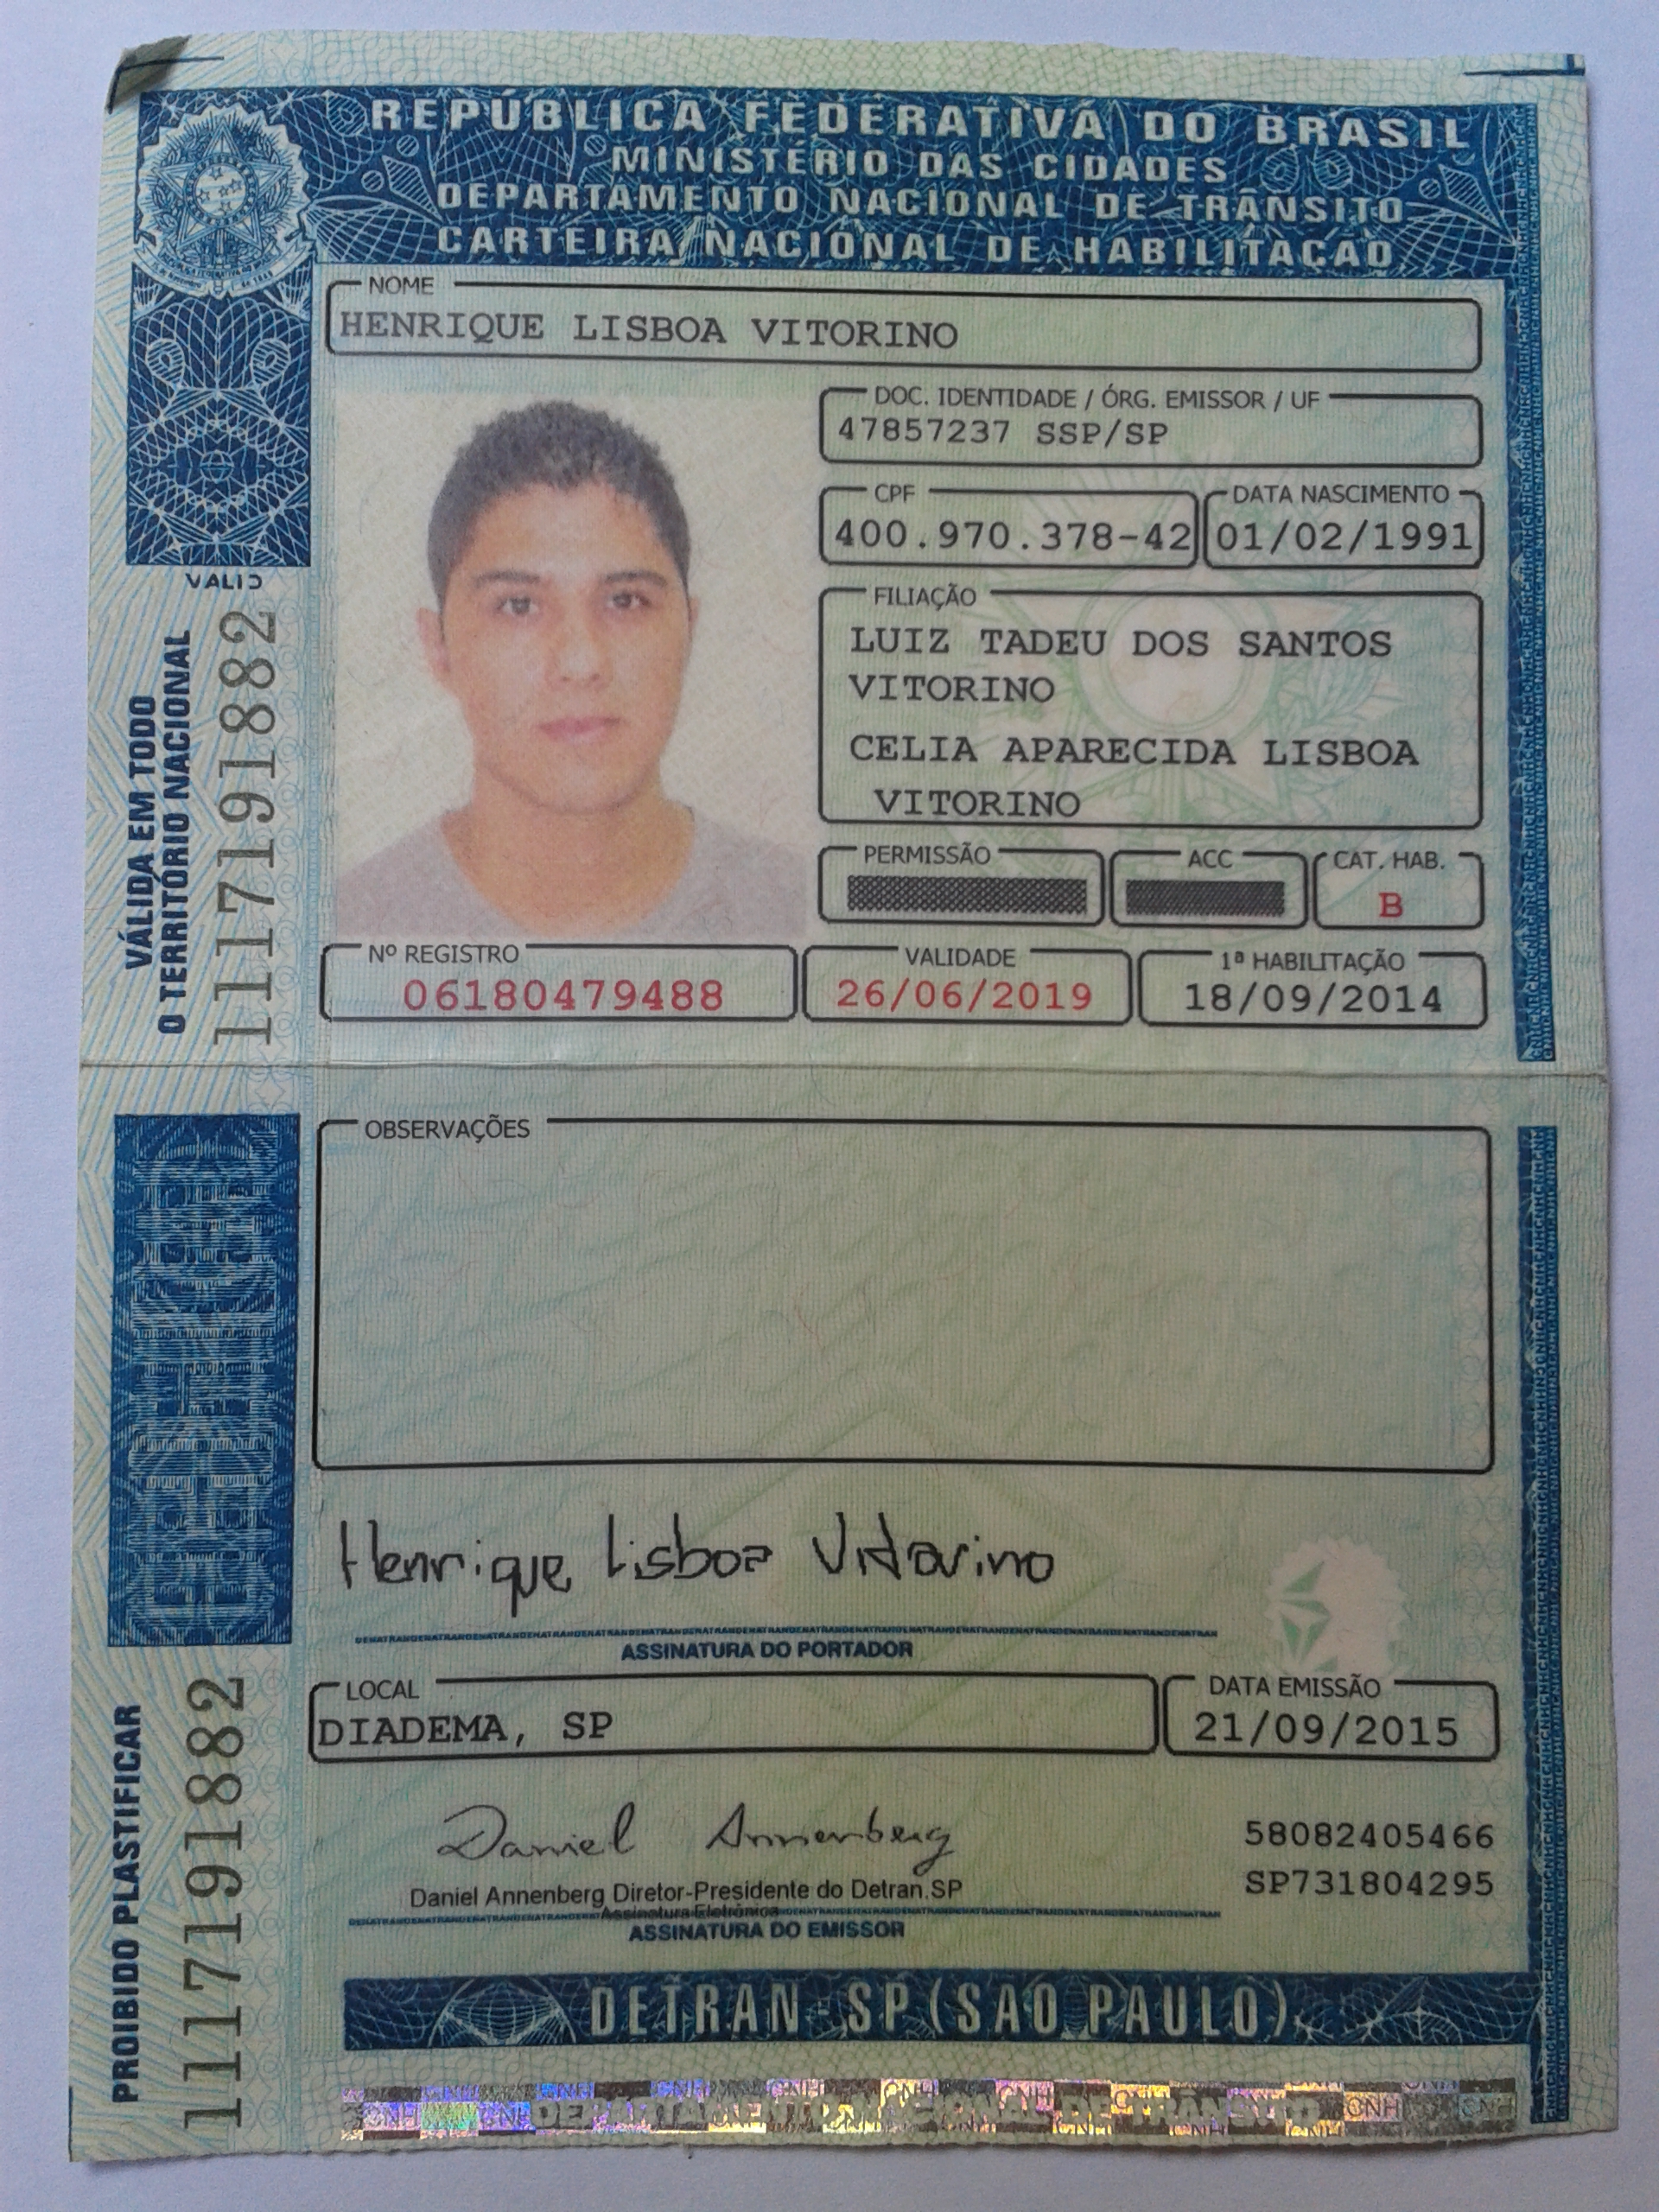 REPÚBLICA FEDERATIVA DO BRASIL
MINISTÉRIO DAS CIDADES
DEPARTAMENTO NACIONAL DE TRÂNSITO
CARTEIRA NACIONAL DE HABILITAÇÃO
NOME
HENRIQUE LISBOA VITORINO
DOC. IDENTIDADE / ÓRG. EMISSOR / UF
47857237 SSP/SP
CPF
400.970.378-42
DATA NASCIMENTO
01/02/1991
FILIAÇÃO
LUIZ TADEU DOS SANTOS
VITORINO
CELIA APARECIDA LISBOA
VITORINO
PERMISSÃO
ACC
CAT. HAB.
B
Nº REGISTRO
06180479488
VALIDADE
26/06/2019
1ª HABILITAÇÃO
18/09/2014
VÁLIDA EM TODO
O TERRITÓRIO NACIONAL
1117191882
OBSERVAÇÕES
Henrique Lisboa Vitorino
ASSINATURA DO PORTADOR
LOCAL
DIADEMA, SP
DATA EMISSÃO
21/09/2015
Daniel Annenberg
58082405466
SP731804295
Daniel Annenberg Diretor-Presidente do Detran.SP
Assinatura Eletrônica
ASSINATURA DO EMISSOR
PROIBIDO PLASTIFICAR
1117191882
DETRAN-SP (SAO PAULO)
DEPARTAMENTO NACIONAL DE TRANSITO